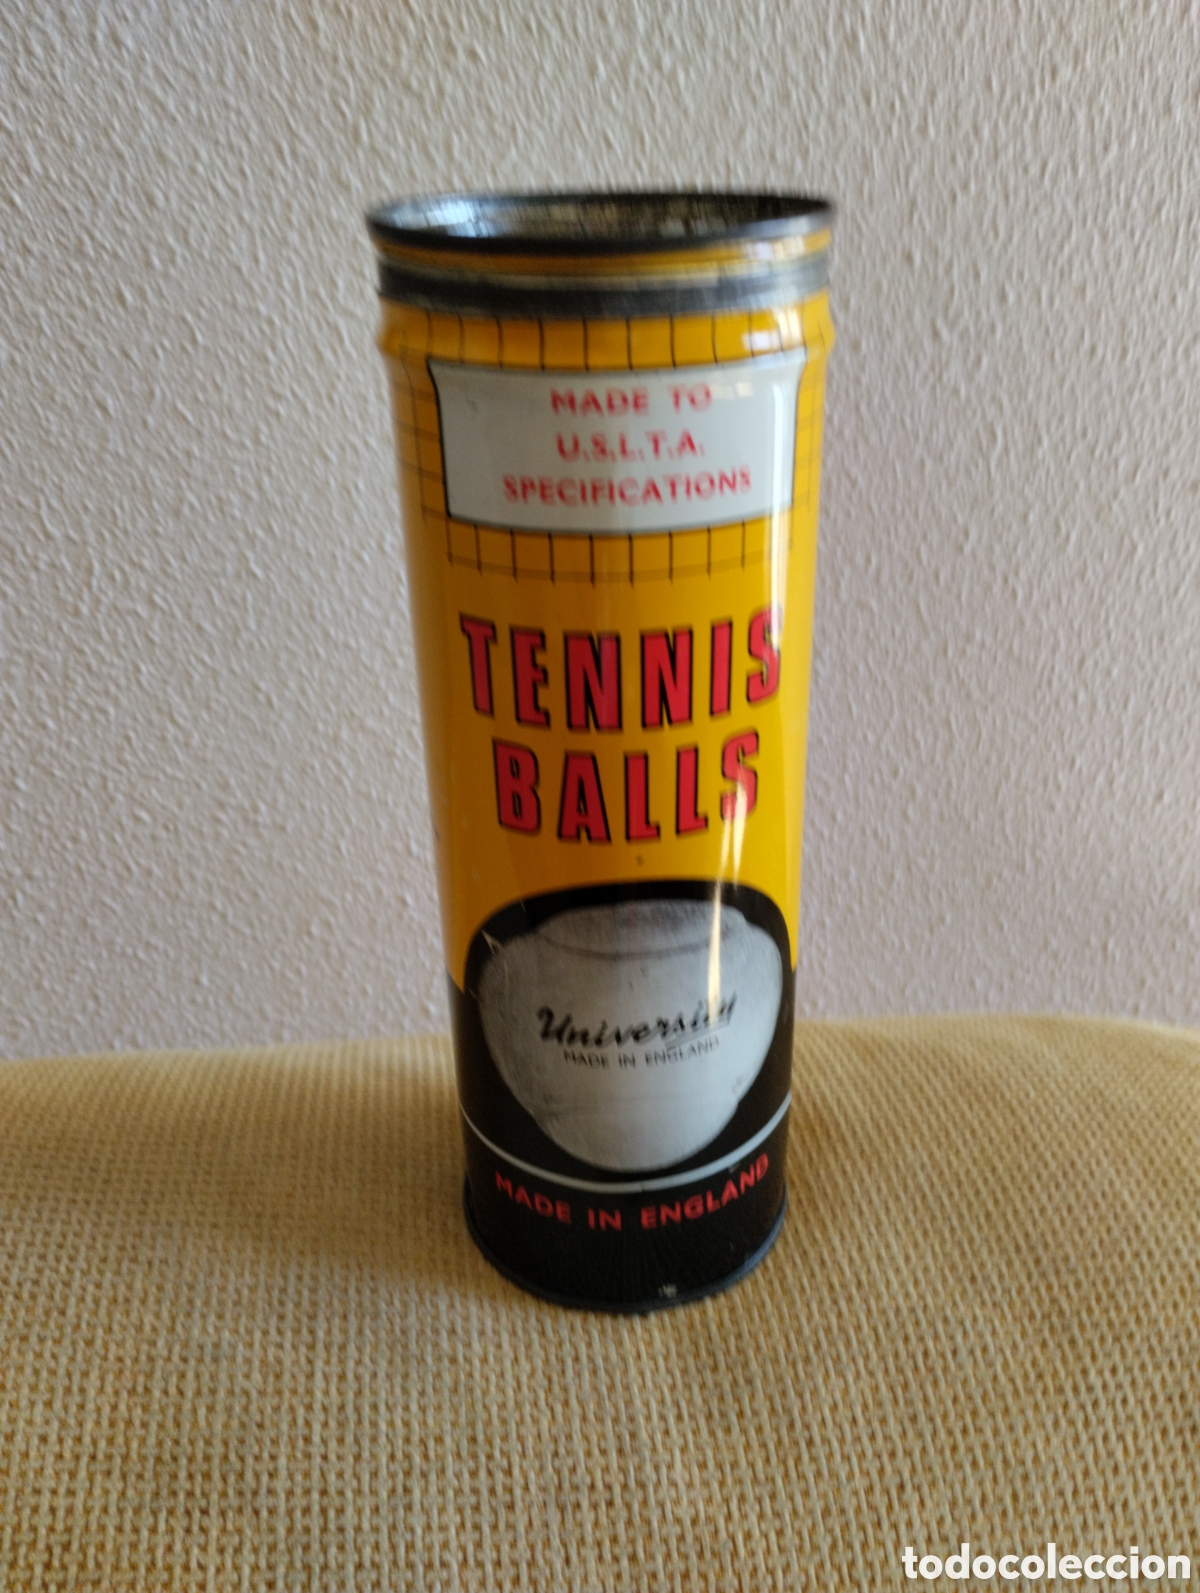 MADE TO
U.S.L.T.A.
SPECIFICATIONS
TENNIS
BALLS
University
MADE IN ENGLAND
MADE IN ENGLAND
todocoleccion